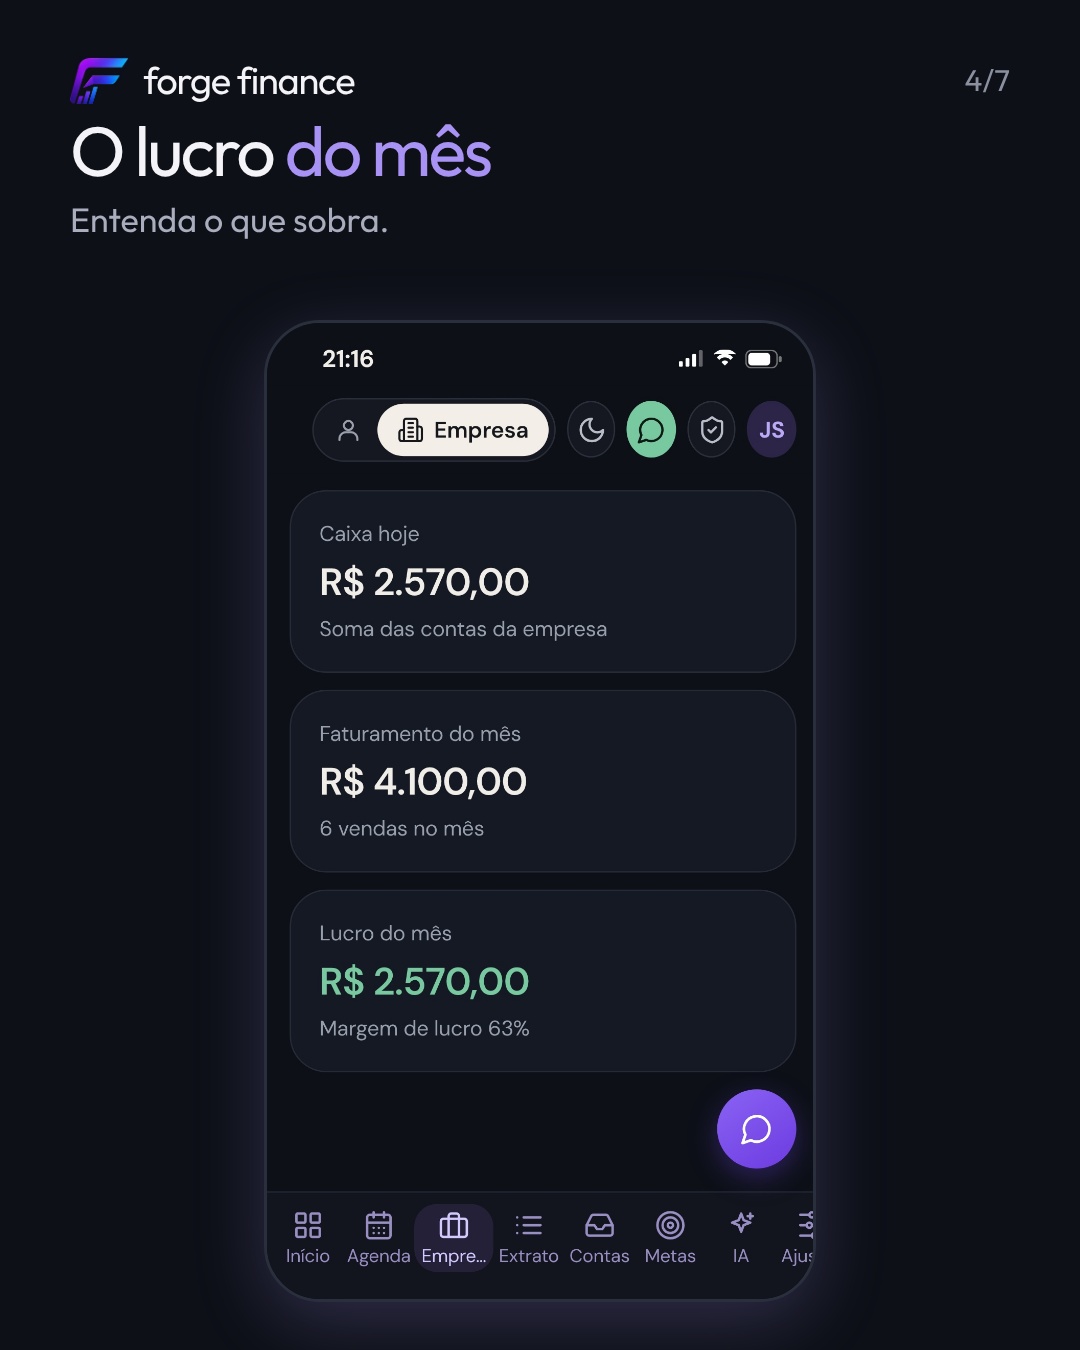 forge finance
4/7
O lucro do mês
Entenda o que sobra.
21:16
Empresa
JS
Caixa hoje
R$ 2.570,00
Soma das contas da empresa
Faturamento do mês
R$ 4.100,00
6 vendas no mês
Lucro do mês
R$ 2.570,00
Margem de lucro 63%
Início Agenda Empre... Extrato Contas Metas IA Ajus